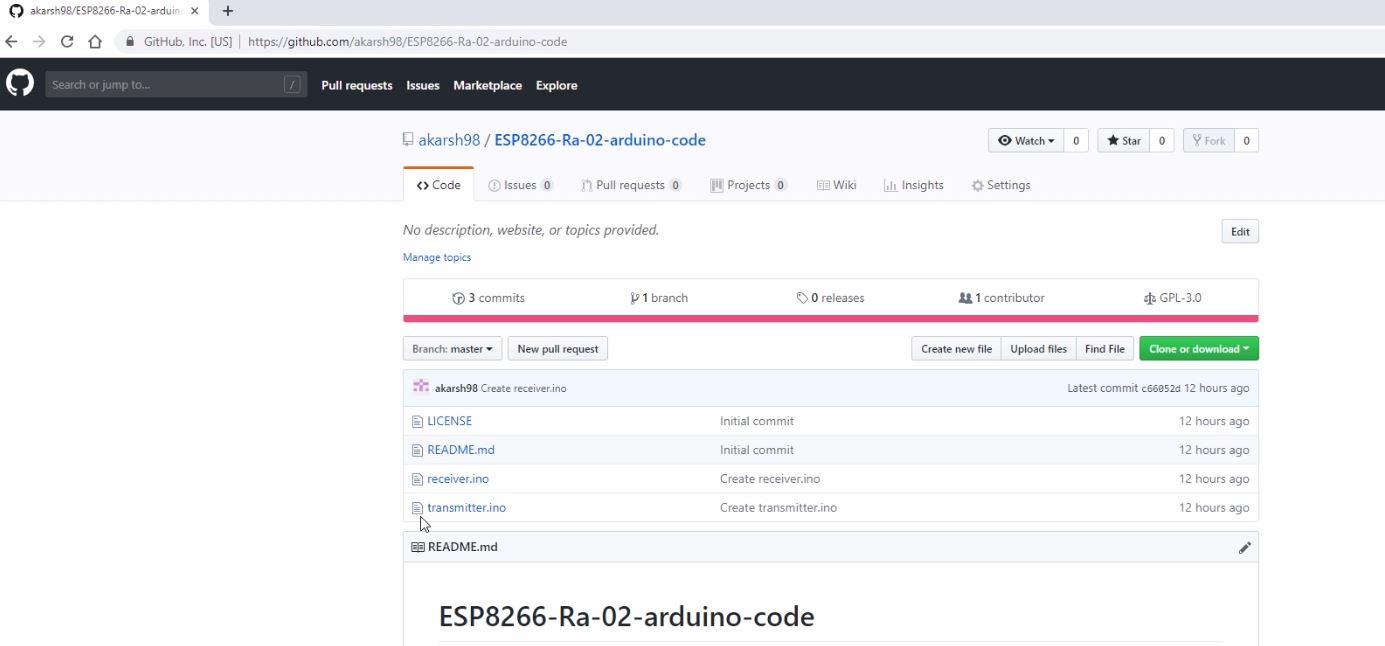 akarsh98/ESP8266-Ra-02-arduin
GitHub, Inc. [US] | https://github.com/akarsh98/ESP8266-Ra-02-arduino-code
Search or jump to... / Pull requests Issues Marketplace Explore
akarsh98 / ESP8266-Ra-02-arduino-code Watch 0 Star 0 Fork 0
Code Issues 0 Pull requests 0 Projects 0 Wiki Insights Settings
No description, website, or topics provided. Edit
Manage topics
3 commits 1 branch 0 releases 1 contributor GPL-3.0
Branch: master New pull request Create new file Upload files Find File Clone or download
akarsh98 Create receiver.ino Latest commit c66052d 12 hours ago
LICENSE Initial commit 12 hours ago
README.md Initial commit 12 hours ago
receiver.ino Create receiver.ino 12 hours ago
transmitter.ino Create transmitter.ino 12 hours ago
README.md
ESP8266-Ra-02-arduino-code